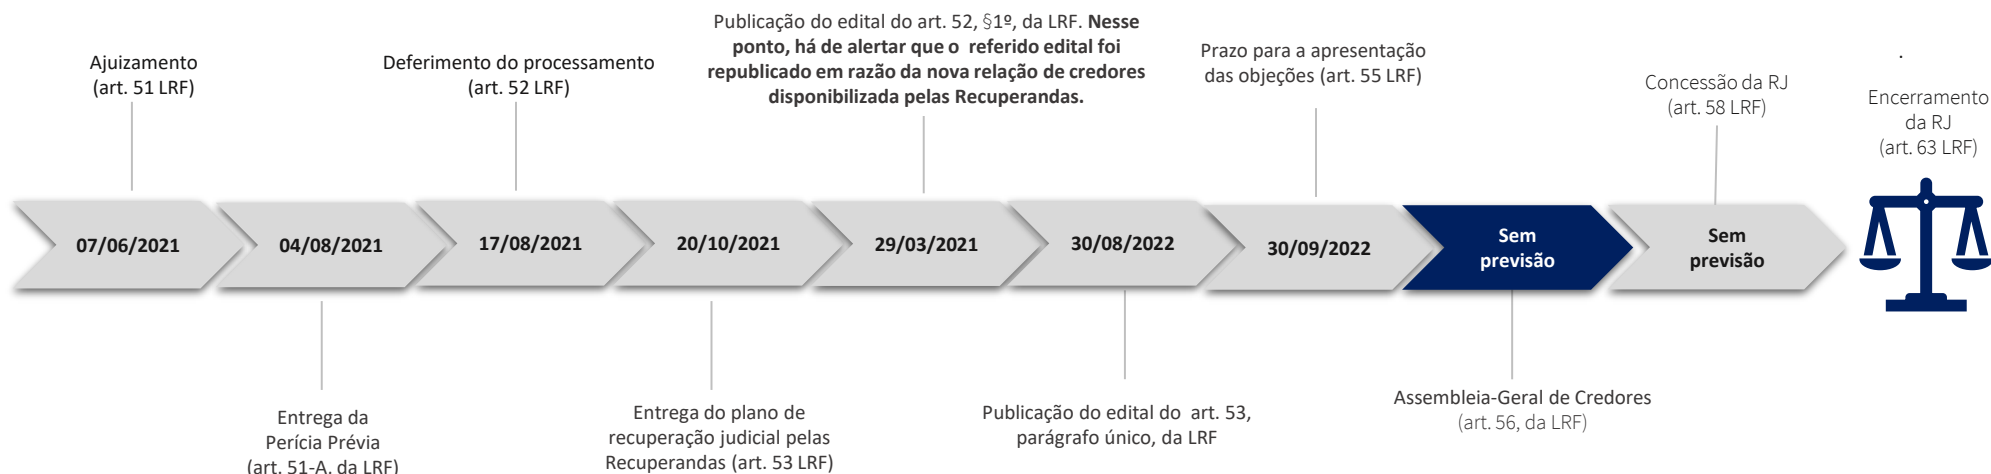 Publicação do edital do art. 52, §1º, da LRF. Nesse
ponto, há de alertar que o referido edital foi
republicado em razão da nova relação de credores
disponibilizada pelas Recuperandas.
Ajuizamento
(art. 51 LRF)
Deferimento do processamento
(art. 52 LRF)
Prazo para a apresentação
das objeções (art. 55 LRF)
.
Concessão da RJ
(art. 58 LRF)
Encerramento
da RJ
(art. 63 LRF)
07/06/2021
04/08/2021
17/08/2021
20/10/2021
29/03/2021
30/08/2022
30/09/2022
Sem
previsão
Sem
previsão
Entrega da
Perícia Prévia
(art. 51-A, da LRF)
Entrega do plano de
recuperação judicial pelas
Recuperandas (art. 53 LRF)
Publicação do edital do art. 53,
parágrafo único, da LRF
Assembleia-Geral de Credores
(art. 56, da LRF)